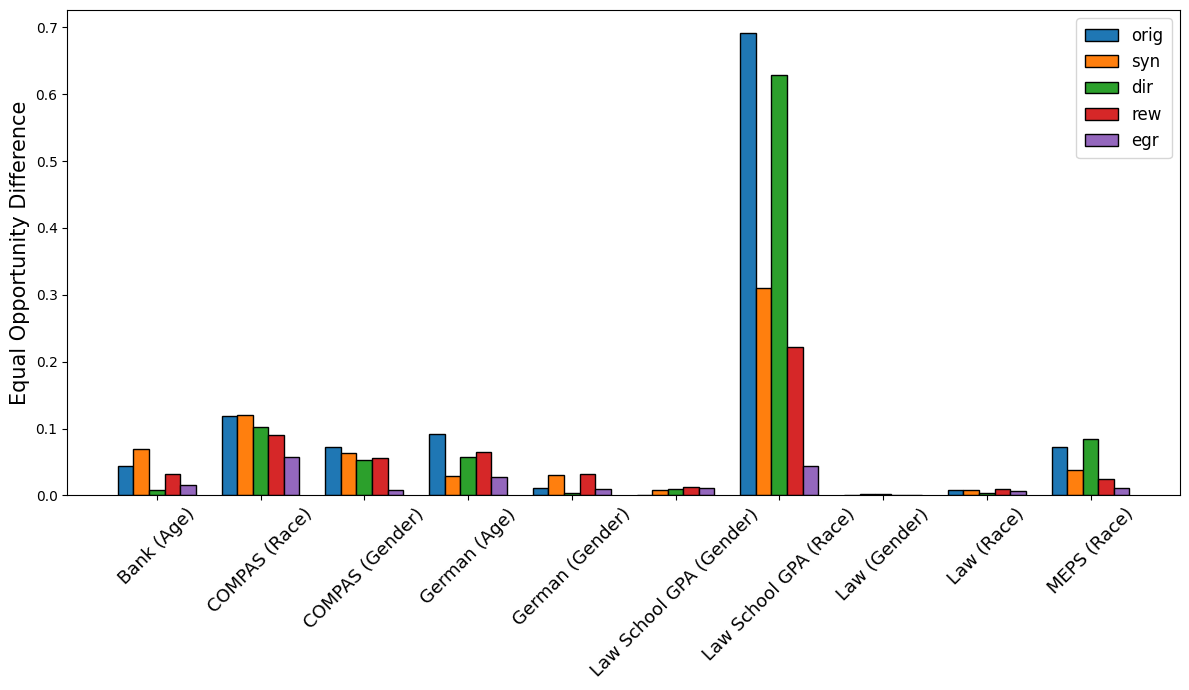 Equal Opportunity Difference
0.7
0.6
0.5
0.4
0.3
0.2
0.1
0.0
orig
syn
dir
rew
egr
Bank (Age)
COMPAS (Race)
COMPAS (Gender)
German (Age)
German (Gender)
Law School GPA (Gender)
Law School GPA (Race)
Law (Gender)
Law (Race)
MEPS (Race)